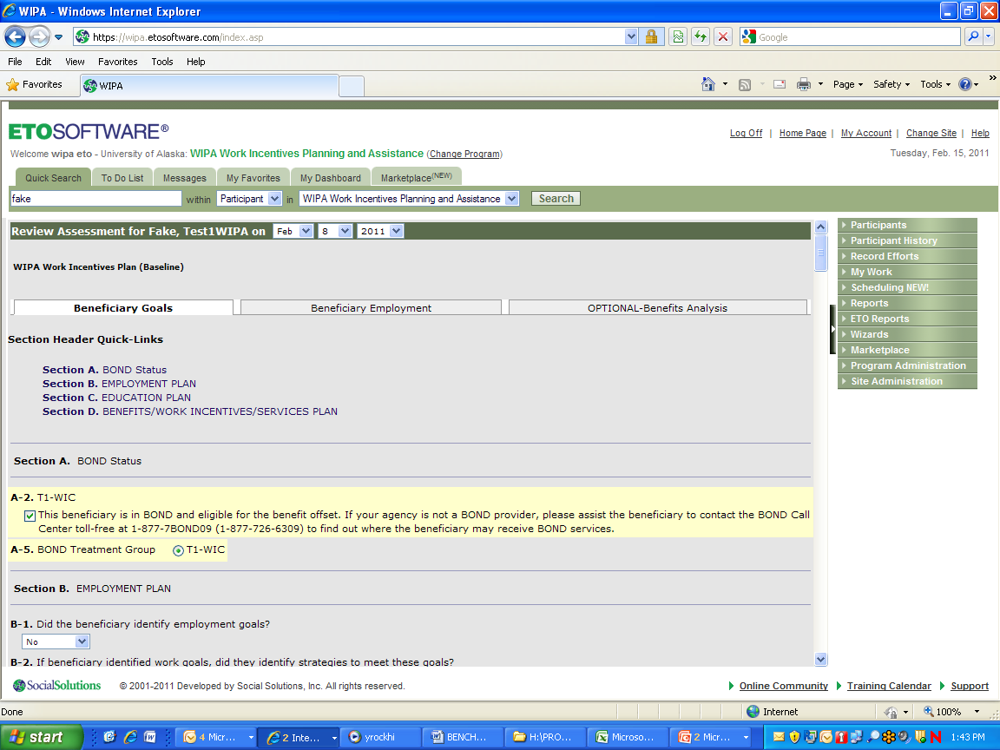 WIPA - Windows Internet Explorer
https://wipa.etosoftware.com/index.asp
Google
File Edit View Favorites Tools Help
Favorites WIPA Page Safety Tools
ETOSOFTWARE®
Log Off | Home Page | My Account | Change Site | Help
Welcome wipa eto - University of Alaska: WIPA Work Incentives Planning and Assistance (Change Program)
Tuesday, Feb. 15, 2011
Quick Search To Do List Messages My Favorites My Dashboard Marketplace(NEW)
fake within Participant in WIPA Work Incentives Planning and Assistance Search
Review Assessment for Fake, Test1WIPA on Feb 8 2011
WIPA Work Incentives Plan (Baseline)
Beneficiary Goals Beneficiary Employment OPTIONAL-Benefits Analysis
Section Header Quick-Links
Section A. BOND Status
Section B. EMPLOYMENT PLAN
Section C. EDUCATION PLAN
Section D. BENEFITS/WORK INCENTIVES/SERVICES PLAN
Section A. BOND Status
A-2. T1-WIC
This beneficiary is in BOND and eligible for the benefit offset. If your agency is not a BOND provider, please assist the beneficiary to contact the BOND Call
Center toll-free at 1-877-7BOND09 (1-877-726-6309) to find out where the beneficiary may receive BOND services.
A-5. BOND Treatment Group T1-WIC
Section B. EMPLOYMENT PLAN
B-1. Did the beneficiary identify employment goals?
No
B-2. If beneficiary identified work goals, did they identify strategies to meet these goals?
Participants
Participant History
Record Efforts
My Work
Scheduling NEW!
Reports
ETO Reports
Wizards
Marketplace
Program Administration
Site Administration
SocialSolutions © 2001-2011 Developed by Social Solutions, Inc. All rights reserved.
Online Community Training Calendar Support
Done Internet 100%
start 4 Micr... 2 Inte... yrockhi BENCH... H:\PRO... Microso... 2 Micr... 1:43 PM